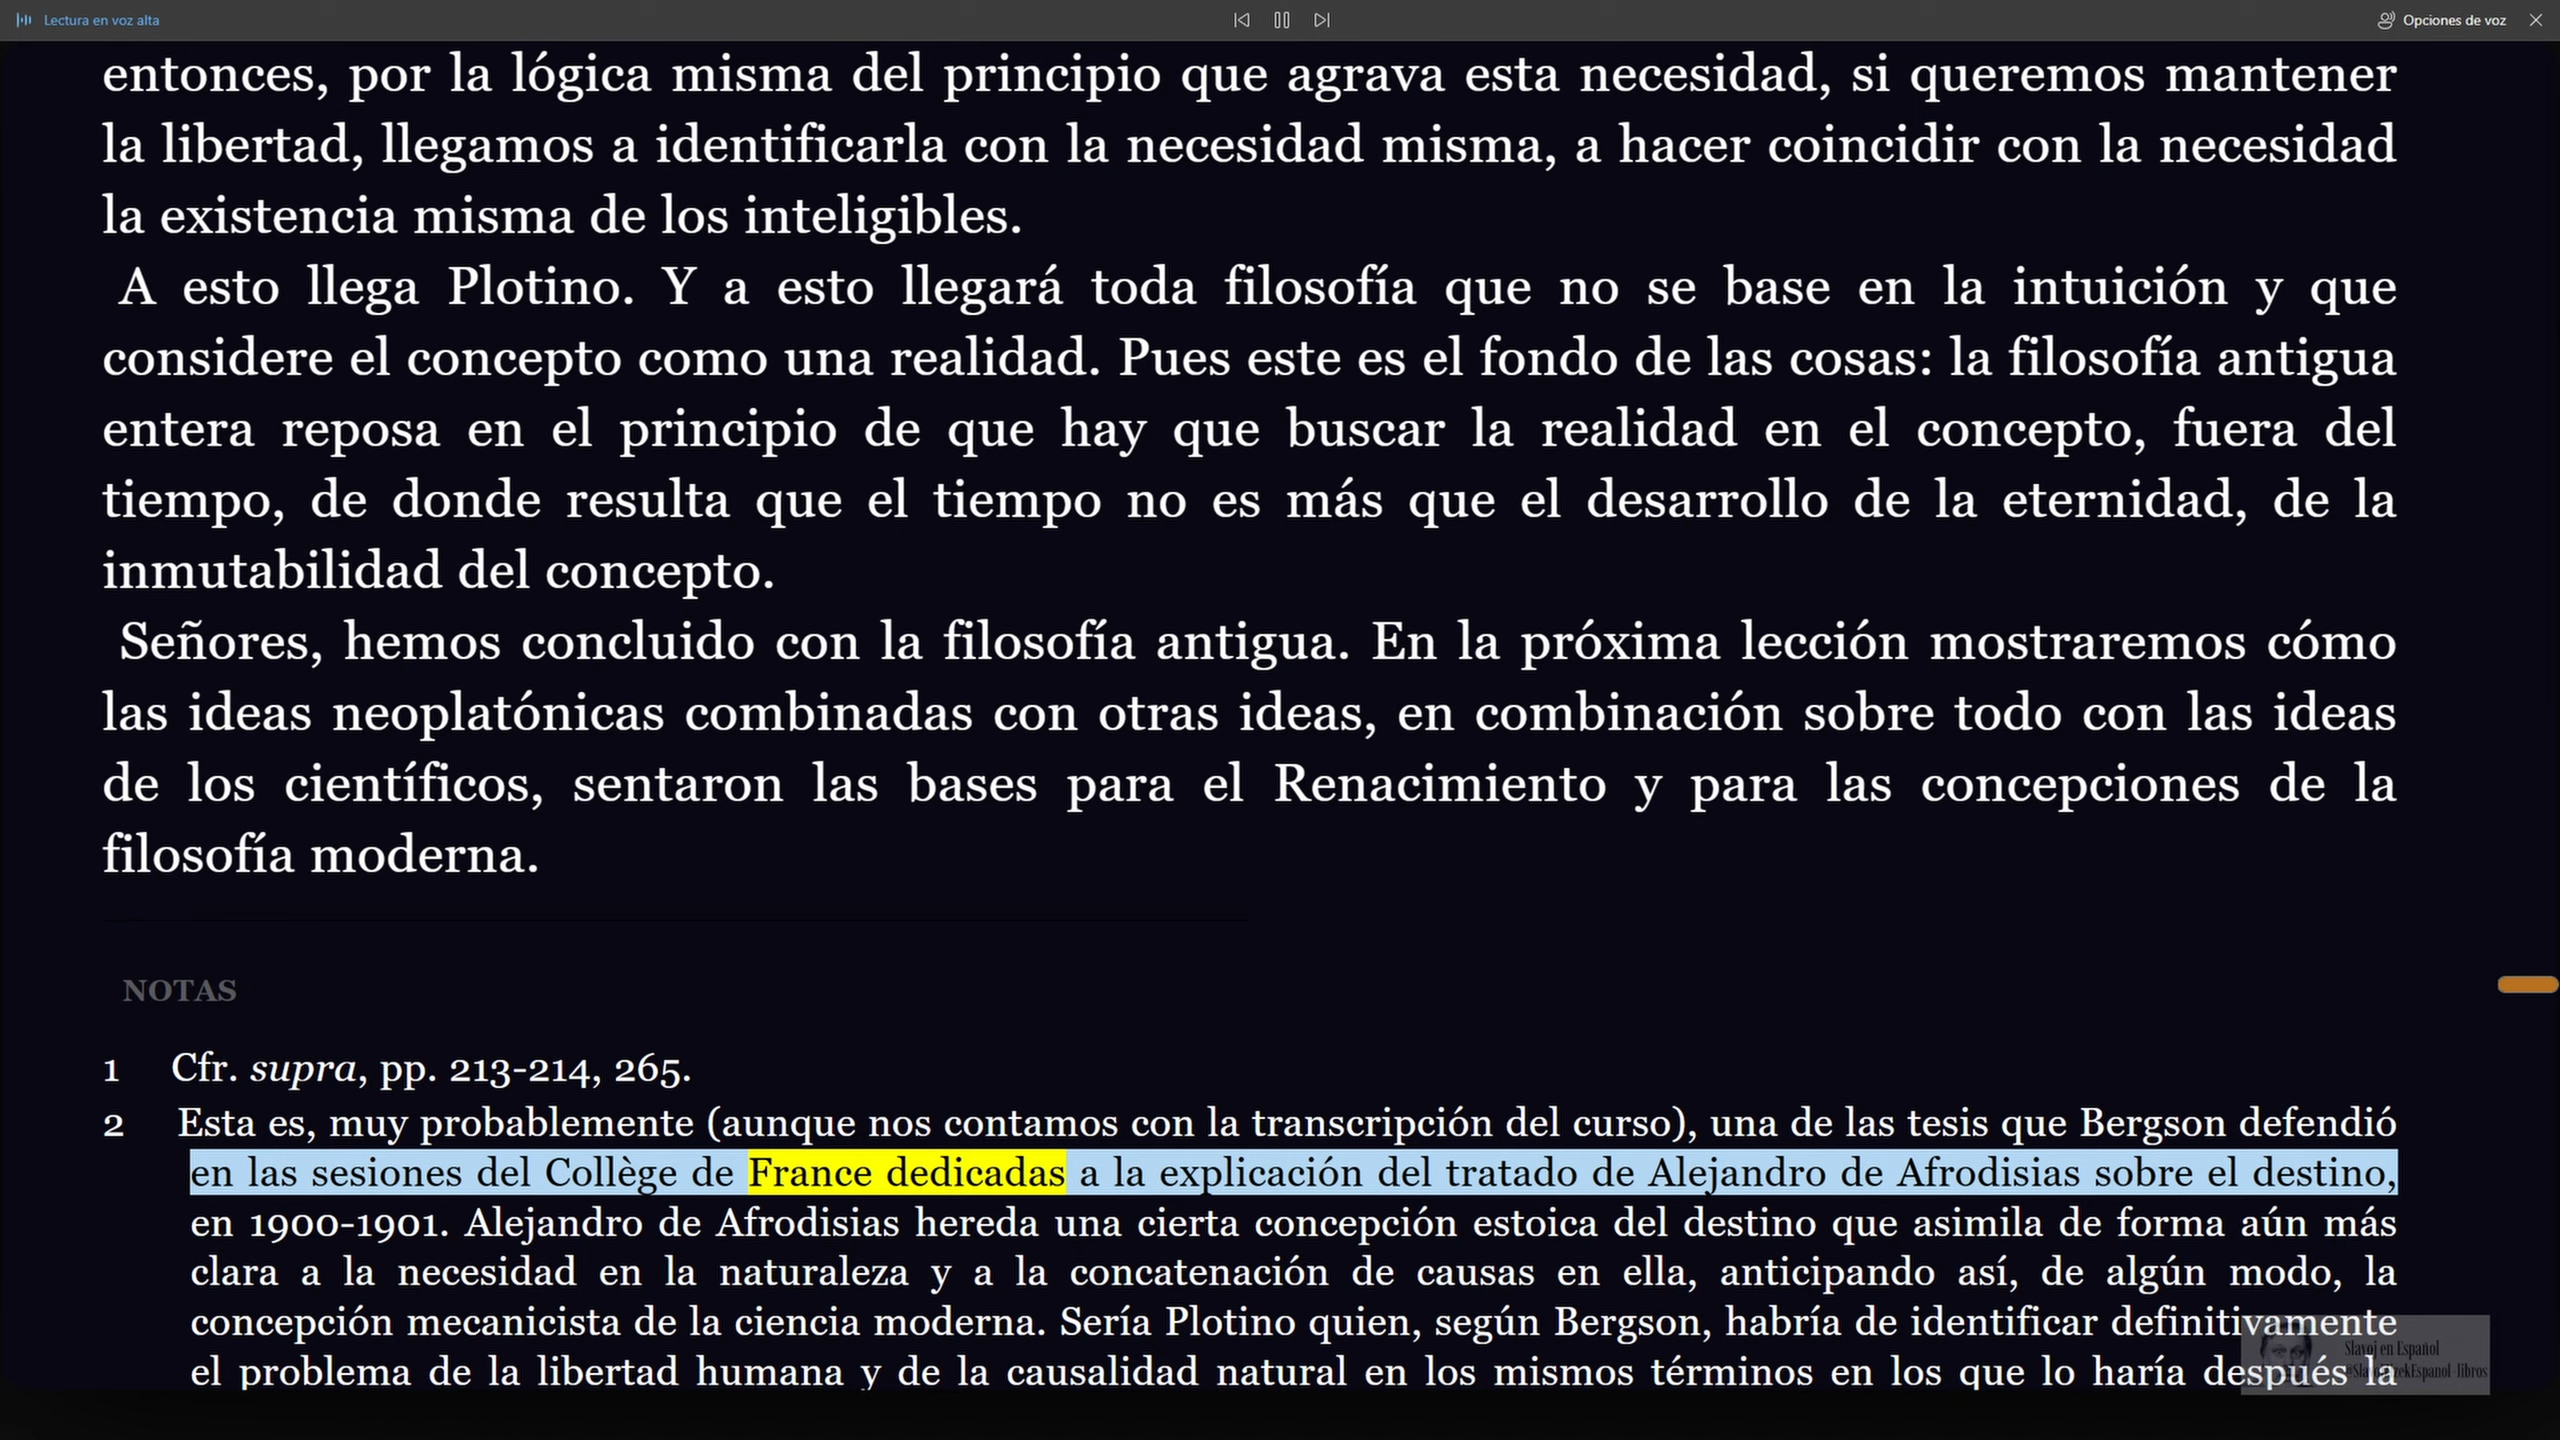 Lectura en voz alta
Opciones de voz
entonces, por la lógica misma del principio que agrava esta necesidad, si queremos mantener
la libertad, llegamos a identificarla con la necesidad misma, a hacer coincidir con la necesidad
la existencia misma de los inteligibles.
A esto llega Plotino. Y a esto llegará toda filosofía que no se base en la intuición y que
considere el concepto como una realidad. Pues este es el fondo de las cosas: la filosofía antigua
entera reposa en el principio de que hay que buscar la realidad en el concepto, fuera del
tiempo, de donde resulta que el tiempo no es más que el desarrollo de la eternidad, de la
inmutabilidad del concepto.
Señores, hemos concluido con la filosofía antigua. En la próxima lección mostraremos cómo
las ideas neoplatónicas combinadas con otras ideas, en combinación sobre todo con las ideas
de los científicos, sentaron las bases para el Renacimiento y para las concepciones de la
filosofía moderna.
NOTAS
1 Cfr. supra, pp. 213-214, 265.
2 Esta es, muy probablemente (aunque nos contamos con la transcripción del curso), una de las tesis que Bergson defendió
en las sesiones del Collège de France dedicadas a la explicación del tratado de Alejandro de Afrodisias sobre el destino,
en 1900-1901. Alejandro de Afrodisias hereda una cierta concepción estoica del destino que asimila de forma aún más
clara a la necesidad en la naturaleza y a la concatenación de causas en ella, anticipando así, de algún modo, la
concepción mecanicista de la ciencia moderna. Sería Plotino quien, según Bergson, habría de identificar definitivamente
el problema de la libertad humana y de la causalidad natural en los mismos términos en los que lo haría después la
Slavoj en Español